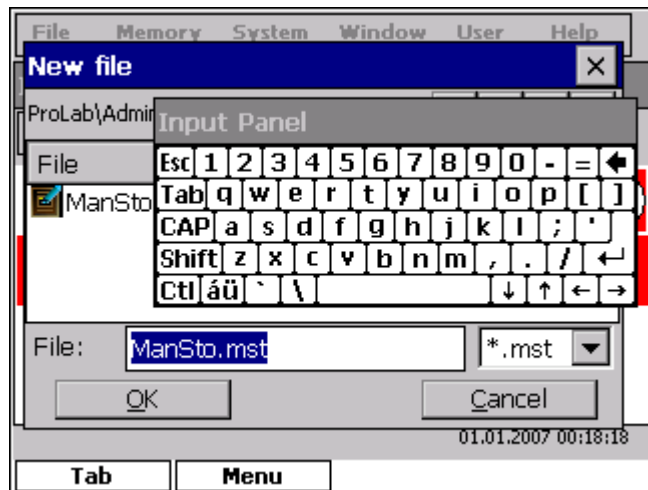 File Memory System Window User Help
New file
ProLab\Admin
Input Panel
File
Esc 1 2 3 4 5 6 7 8 9 0 - =
ManSto
Tab q w e r t y u i o p [ ]
CAP a s d f g h j k l ; '
Shift z x c v b n m , . /
Ctl áü ` \ ↓ ↑ ← →
File: ManSto.mst *.mst
OK Cancel
01.01.2007 00:18:18
Tab Menu